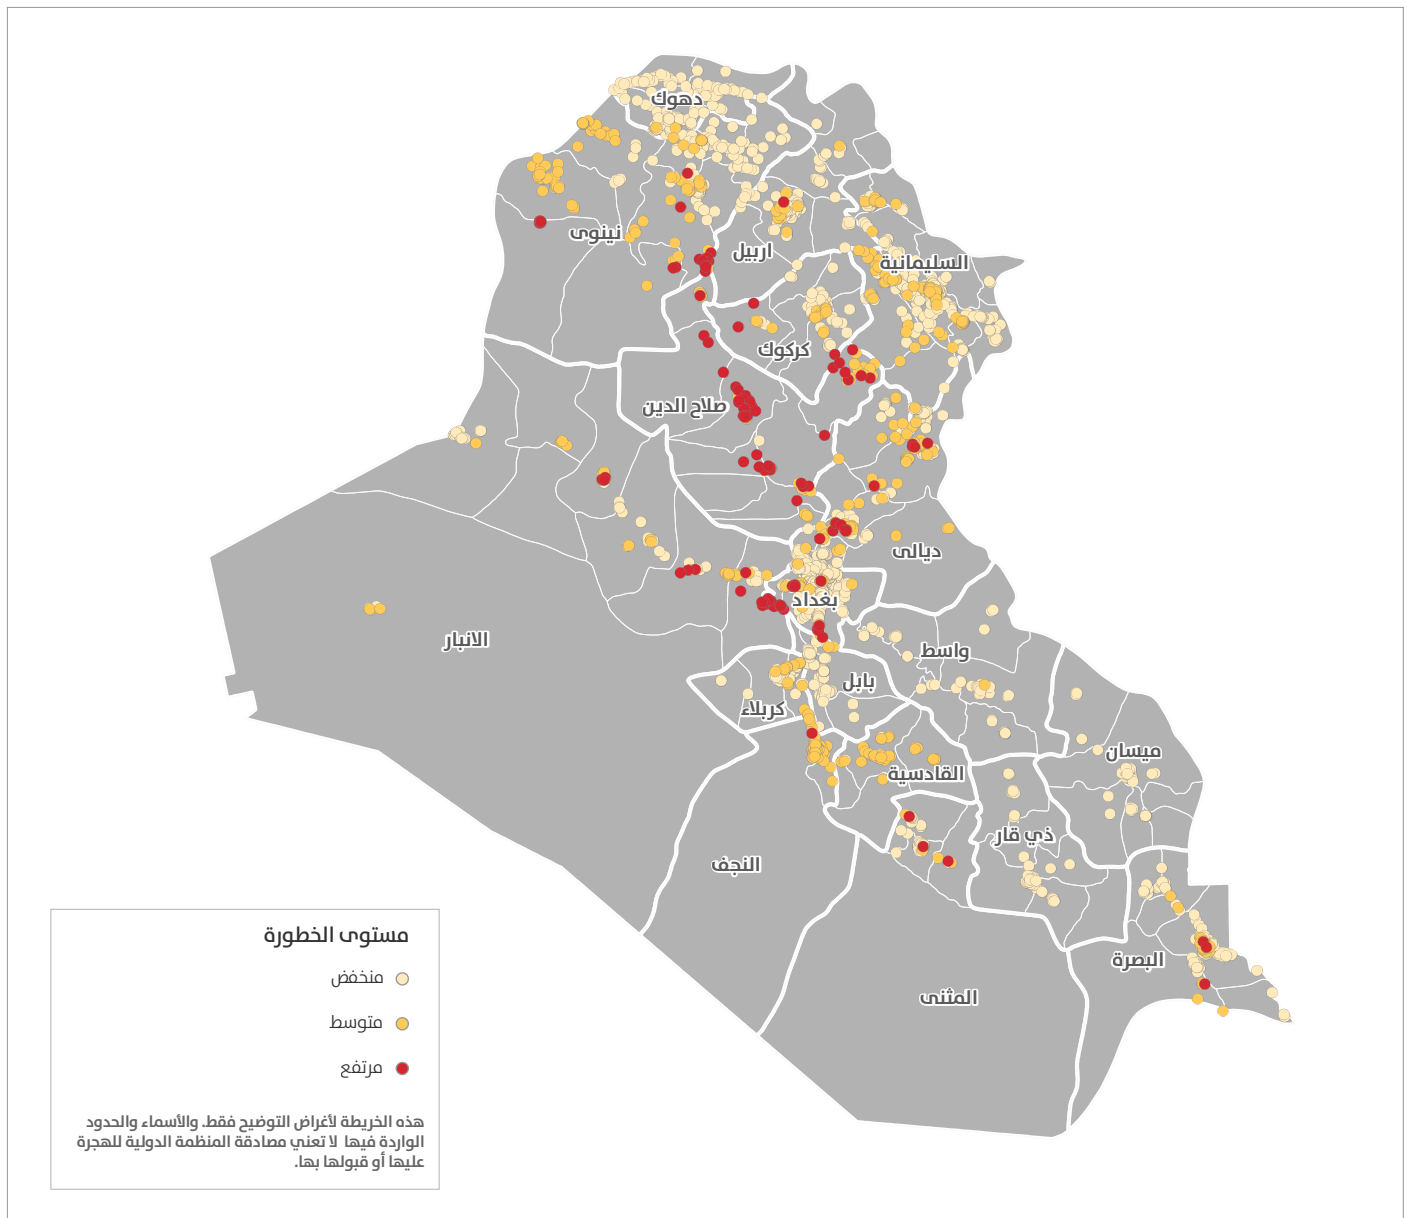 دهوك
نينوى
اربيل
السليمانية
كركوك
صلاح الدين
ديالى
بغداد
الانبار
واسط
بابل
كربلاء
ميسان
القادسية
ذي قار
النجف
البصرة
المثنى
مستوى الخطورة
منخفض
متوسط
مرتفع
هذه الخريطة لأغراض التوضيح فقط. والأسماء والحدود
الواردة فيها لا تعني مصادقة المنظمة الدولية للهجرة
عليها أو قبولها بها.